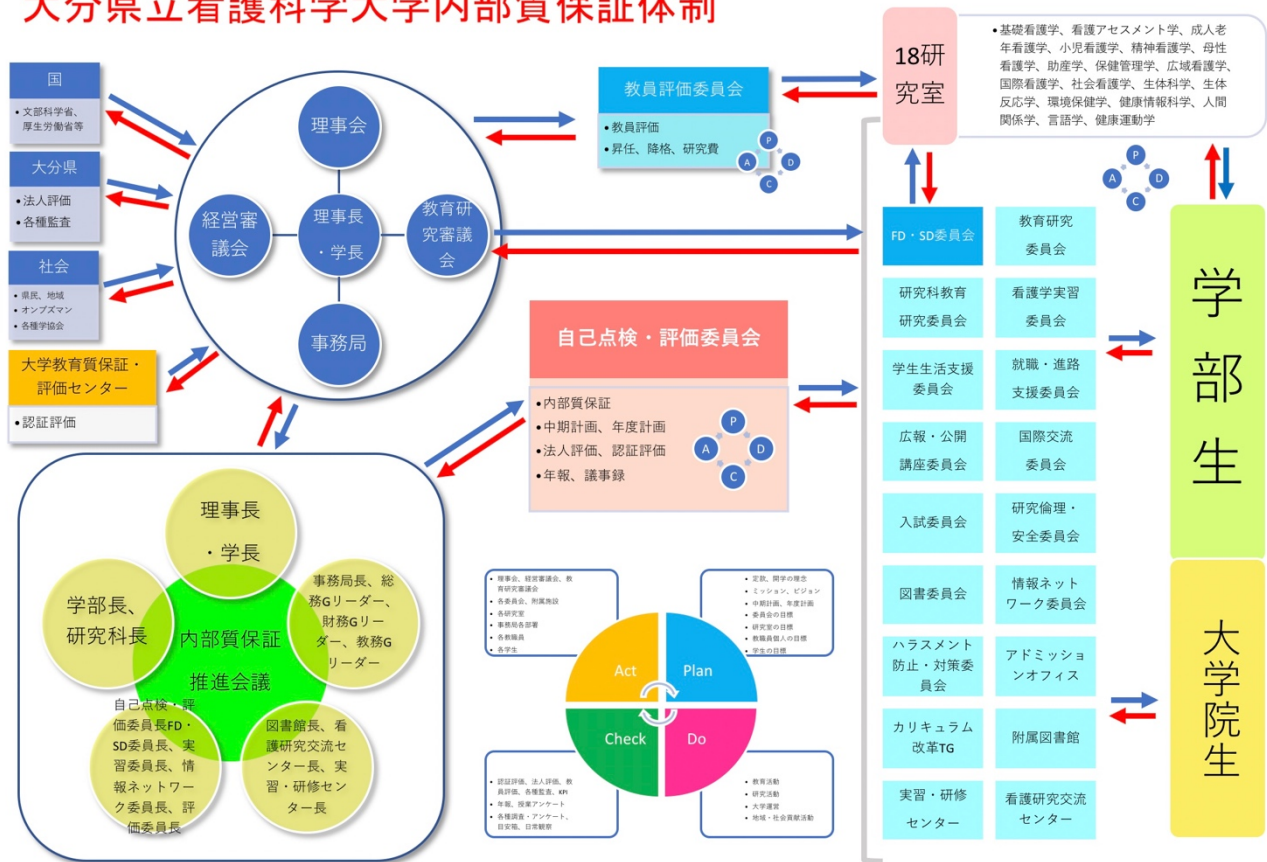 大分県立看護科学大学内部質保証体制
国
•文部科学省、
厚生労働省等
大分県
•法人評価
•各種監査
社会
•県民、地域
•オンブズマン
•各種学協会
大学教育質保証・
評価センター
•認証評価
理事会
経営審
議会
理事長
・学長
教育研
究審議
会
事務局
教員評価委員会
•教員評価
•昇任、降格、研究費
P
D
C
A
18研
究室
•基礎看護学、看護アセスメント学、成人老
年看護学、小児看護学、精神看護学、母性
看護学、助産学、保健管理学、広域看護学、
国際看護学、社会看護学、生体科学、生体
反応学、環境保健学、健康情報科学、人間
関係学、言語学、健康運動学
P
D
C
A
自己点検・評価委員会
•内部質保証
•中期計画、年度計画
•法人評価、認証評価
•年報、議事録
P
D
C
A
FD・SD委員会
教育研究
委員会
研究科教育
研究委員会
看護学実習
委員会
学生生活支援
委員会
就職・進路
支援委員会
広報・公開
講座委員会
国際交流
委員会
入試委員会
研究倫理・
安全委員会
図書委員会
情報ネット
ワーク委員会
ハラスメント
防止・対策委
員会
アドミッショ
ンオフィス
カリキュラム
改革TG
附属図書館
実習・研修
センター
看護研究交流
センター
学部生
大学院生
理事長
・学長
学部長、
研究科長
事務局長、総
務Gリーダー、
財務Gリー
ダー、教務G
リーダー
内部質保証
推進会議
自己点検・評
価委員長FD・
SD委員長、実
習委員長、情
報ネットワー
ク委員長、評
価委員長
図書館長、看
護研究交流セ
ンター長、実
習・研修セン
ター長
•理事会、経営審議会、教
育研究審議会
•各委員会、附属施設
•各研究室
•事務局各部署
•各教職員
•各学生
•定款、開学の理念
•ミッション、ビジョン
•中期計画、年度計画
•委員会の目標
•研究室の目標
•教職員個人の目標
•学生の目標
Act
Plan
Check
Do
•認証評価、法人評価、教
員評価、各種監査、KPI
•年報、授業アンケート
•各種調査・アンケート、
目安箱、日常観察
•教育活動
•研究活動
•大学運営
•地域・社会貢献活動